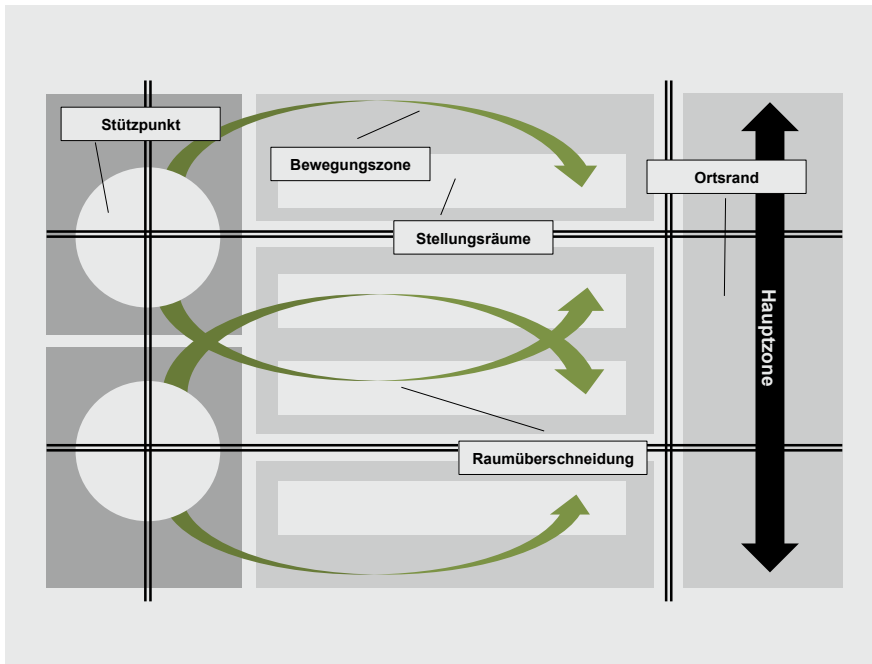 Stützpunkt
Bewegungszone
Ortsrand
Stellungsräume
Hauptzone
Raumüberschneidung